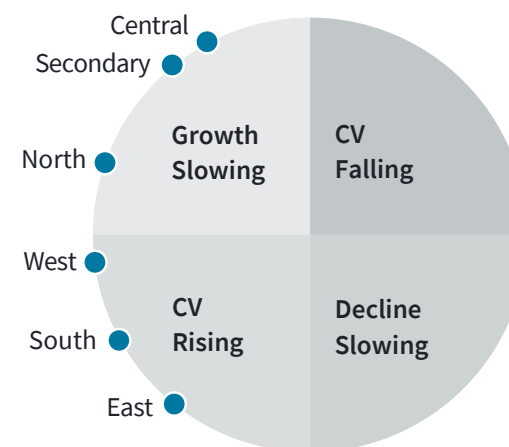 Central
Secondary
North
West
South
East
Growth
Slowing
CV
Falling
CV
Rising
Decline
Slowing